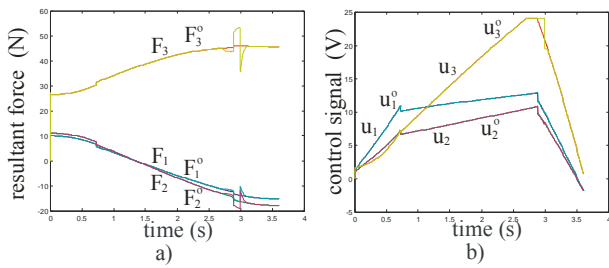 resultant force (N)
60
50
40
30
20
10
0
-10
-20
0
0.5
1
1.5
2
2.5
3
3.5
4
F₃
F₃ᵒ
F₁
F₁ᵒ
F₂
F₂ᵒ
time (s)
a)
control signal (V)
25
20
15
10
5
0
-5
0
0.5
1
1.5
2
2.5
3
3.5
4
u₃ᵒ
u₃
u₁ᵒ
u₁
u₂
u₂ᵒ
time (s)
b)